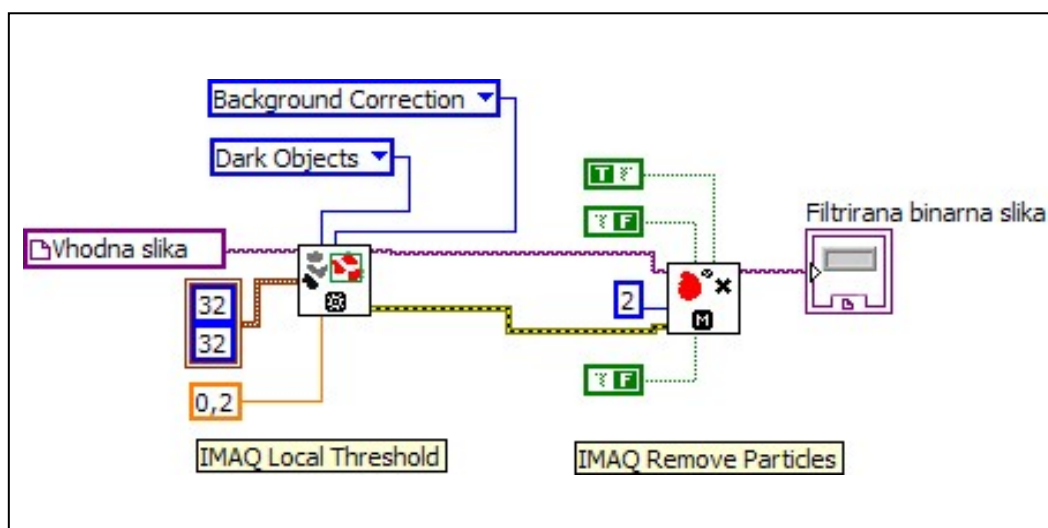 Background Correction
Dark Objects
T
F
Filtrirana binarna slika
Vhodna slika
32
32
2
M
0,2
F
IMAQ Local Threshold
IMAQ Remove Particles